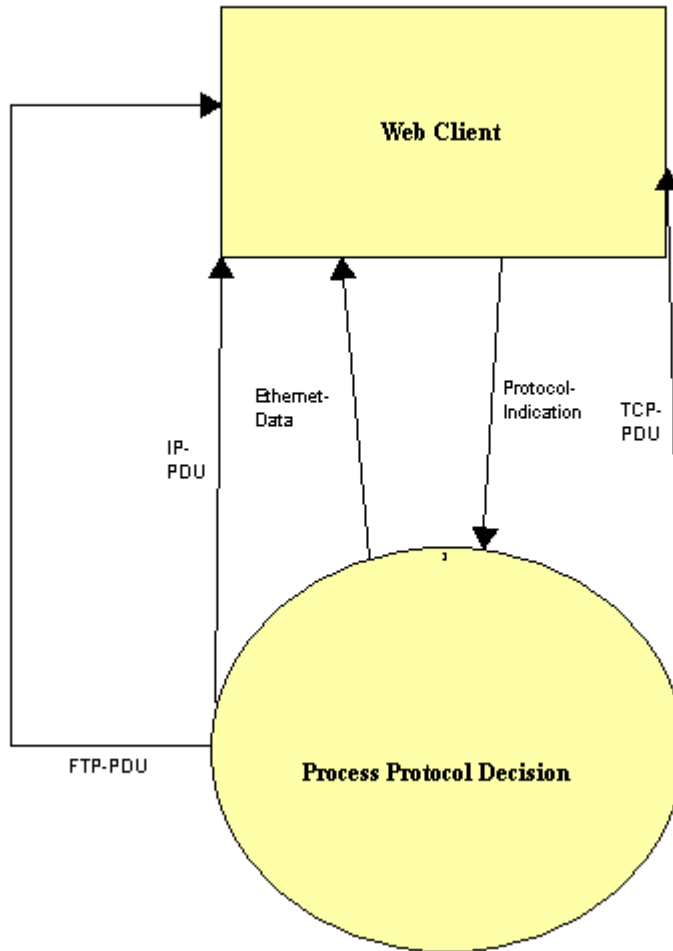 Web Client
Ethernet-
Data
Protocol-
Indication
TCP-
PDU
IP-
PDU
Process Protocol Decision
FTP-PDU